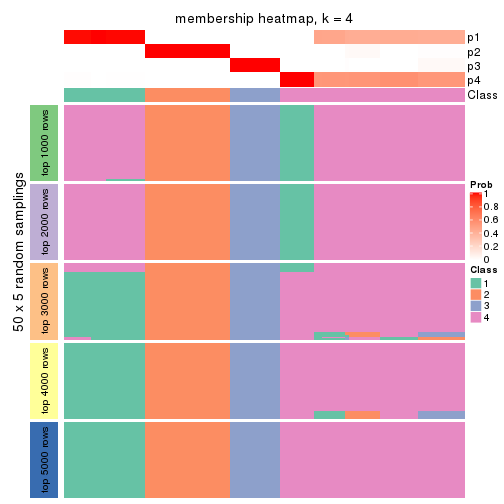 membership heatmap, k = 4
p1
p2
p3
p4
Class
50 x 5 random samplings
top 1000 rows
top 2000 rows
top 3000 rows
top 4000 rows
top 5000 rows
Prob
1
0.8
0.6
0.4
0.2
0
Class
1
2
3
4